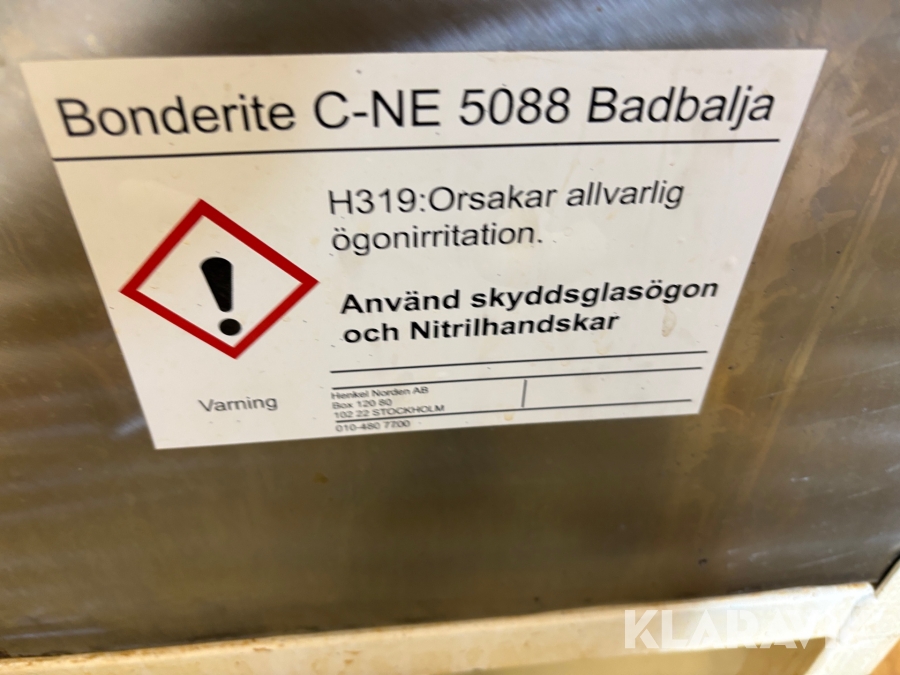 Bonderite C-NE 5088 Badbalja
H319:Orsakar allvarlig
ögonirritation.
Använd skyddsglasögon
och Nitrilhandskar
Varning
Henkel Norden AB
Box 120 80
102 22 STOCKHOLM
010-480 7700